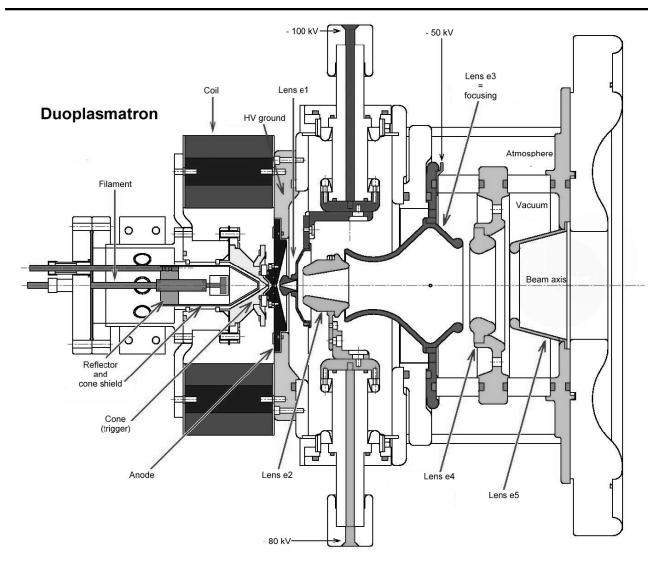 - 100 kV
- 50 kV
Lens e1
Lens e3
=
focusing
Coil
HV ground
Duoplasmatron
Atmosphere
Filament
Vacuum
Beam axis
Reflector
and
cone shield
Cone
(trigger)
Anode
Lens e2
Lens e4
Lens e5
- 80 kV